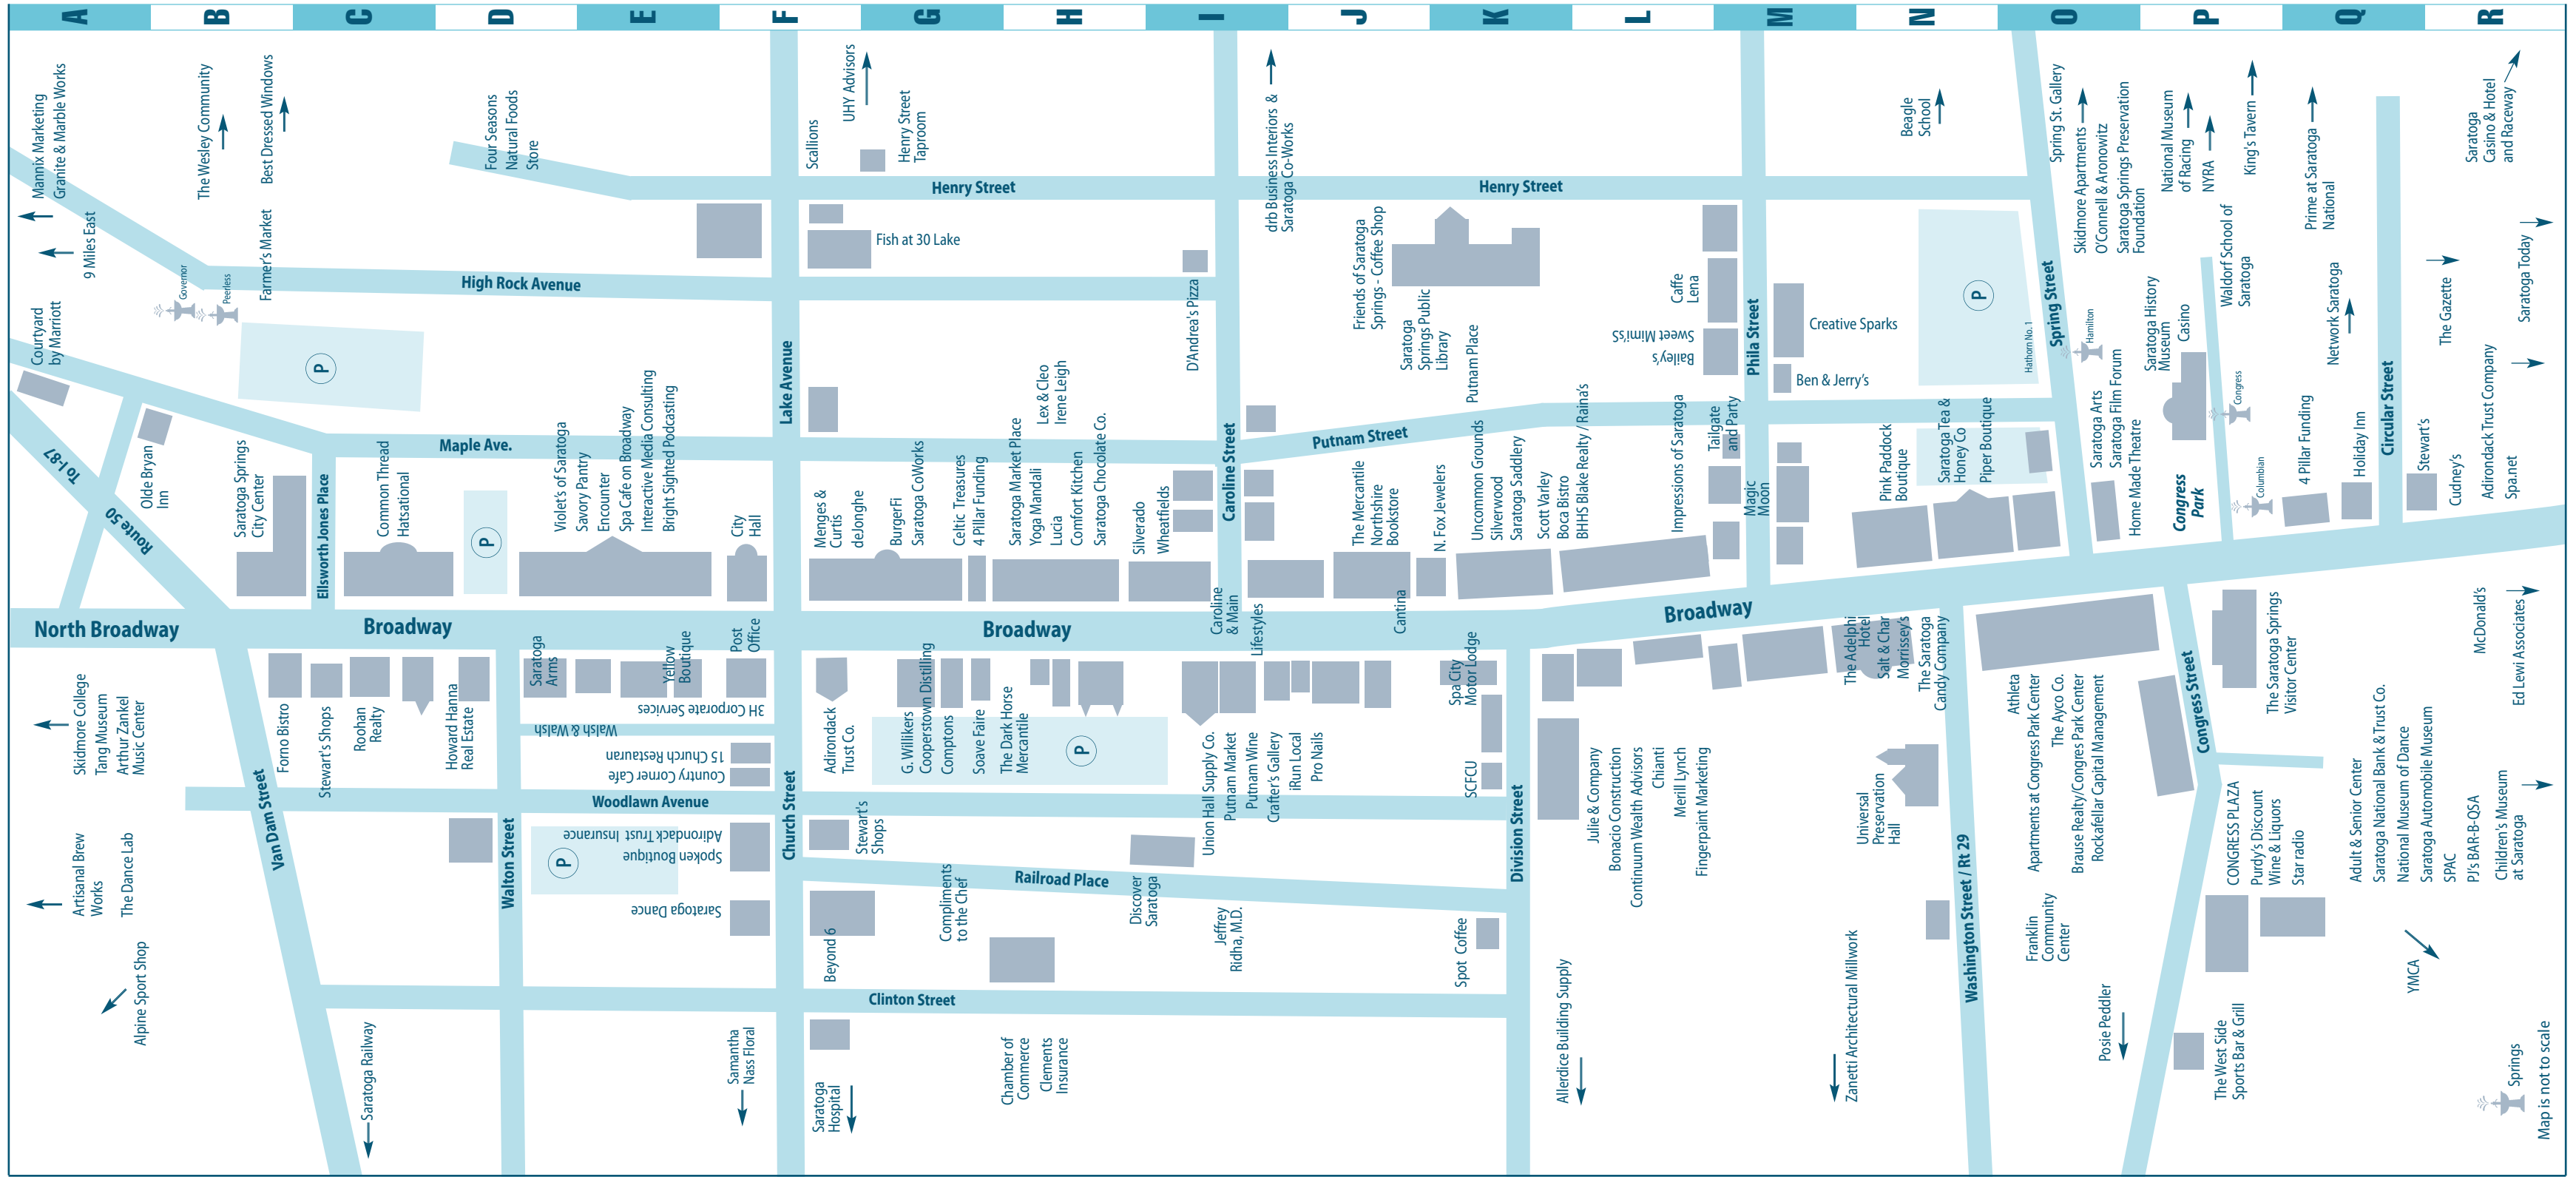 A
B
C
D
E
F
G
H
I
J
K
L
M
N
O
P
Q
R
Mannix Marketing
Granite & Marble Works
9 Miles East
Courtyard
by Marriott
The Wesley Community
Best Dressed Windows
Farmer's Market
Governor
Peerless
P
Olde Bryan
Inn
To I-87
Route 50
Saratoga Springs
City Center
Ellsworth Jones Place
Common Thread
Hatsational
Four Seasons
Natural Foods
Store
High Rock Avenue
Maple Ave.
P
Violet's of Saratoga
Savory Pantry
Encounter
Spa Cafe on Broadway
Interactive Media Consulting
Bright Sighted Podcasting
City
Hall
Lake Avenue
Scallions
UHY Advisors
Henry Street
Taproom
Henry Street
Fish at 30 Lake
Menges &
Curtis
deJonghe
BurgerFi
Saratoga CoWorks
Celtic Treasures
4 Pillar Funding
Saratoga Market Place
Yoga Mandali
Lucia
Comfort Kitchen
Saratoga Chocolate Co.
Lex & Cleo
Irene Leigh
Silverado
Wheatfields
D'Andrea's Pizza
Caroline Street
drb Business Interiors &
Saratoga Co-Works
Henry Street
Friends of Saratoga
Springs - Coffee Shop
Saratoga
Springs Public
Library
Putnam Place
Putnam Street
The Mercantile
Northshire
Bookstore
N. Fox Jewelers
Uncommon Grounds
Silverwood
Saratoga Saddlery
Scott Varley
Boca Bistro
BHHS Blake Realty / Raina's
Caffe
Lena
Sweet Mimi'sS
Bailey's
Impressions of Saratoga
Tailgate
and Party
Magic
Moon
Phila Street
Creative Sparks
Ben & Jerry's
Beagle
School
P
Hathorn No. 1
Pink Paddock
Boutique
Saratoga Tea &
Honey Co
Piper Boutique
Spring Street
Spring St. Gallery
Skidmore Apartments
O'Connell & Aronowitz
Saratoga Springs Preservation
Foundation
Hamilton
Saratoga Arts
Saratoga Film Forum
Home Made Theatre
National Museum
of Racing
NYRA
King's Tavern
Saratoga History
Museum
Casino
Waldorf School of
Saratoga
Congress
Columbian
Congress
Park
4 Pillar Funding
Holiday Inn
Prime at Saratoga
National
Network Saratoga
Circular Street
Saratoga
Casino & Hotel
and Raceway
Saratoga Today
The Gazette
Stewart's
Cudney's
Adirondack Trust Company
Spa.net
North Broadway
Broadway
Broadway
Broadway
Caroline
& Main
Lifestyles
Cantina
Skidmore College
Tang Museum
Arthur Zankel
Music Center
Artisanal Brew
Works
The Dance Lab
Alpine Sport Shop
Van Dam Street
Forno Bistro
Stewart's Shops
Roohan
Realty
Howard Hanna
Real Estate
Saratoga Railway
Walton Street
Saratoga
Arms
Yellow
Boutique
Post
Office
3H Corporate Services
Walsh & Walsh
15 Church Restauran
Country Corner Cafe
Woodlawn Avenue
Adirondack Trust Insurance
Spoken Boutique
P
Saratoga Dance
Samantha
Nass Floral
Church Street
Adirondack
Trust Co.
G. Willikers
Cooperstown Distilling
Comptons
Soave Faire
The Dark Horse
Mercantile
P
Stewart's
Shops
Railroad Place
Beyond 6
Compliments
to the Chef
Discover
Saratoga
Clinton Street
Saratoga
Hospital
Chamber of
Commerce
Clements
Insurance
Union Hall Supply Co.
Putnam Market
Putnam Wine
Crafter's Gallery
iRun Local
Pro Nails
Jeffrey
Ridha, M.D.
Spa City
Motor Lodge
SCFCU
Spot Coffee
Division Street
Allerdice Building Supply
Julie & Company
Bonacio Construction
Continuum Wealth Advisors
Chianti
Merill Lynch
Fingerpaint Marketing
The Adelphi
Hotel
Salt & Char
Morrissey's
The Saratoga
Candy Company
Universal
Preservation
Hall
Zanetti Architectural Millwork
Washington Street / Rt 29
Athleta
Apartments at Congress Park Center
The Ayco Co.
Brause Realty/Congres Park Center
Rockafellar Capital Management
Franklin
Community
Center
Posie Peddler
Congress Street
The Saratoga Springs
Visitor Center
CONGRESS PLAZA
Purdy's Discount
Wine & Liquors
Star radio
The West Side
Sports Bar & Grill
Adult & Senior Center
Saratoga National Bank & Trust Co.
National Museum of Dance
Saratoga Automobile Museum
SPAC
PJ's BAR-B-QSA
Children's Museum
at Saratoga
McDonald's
Ed Lewi Associates
YMCA
Springs
Map is not to scale